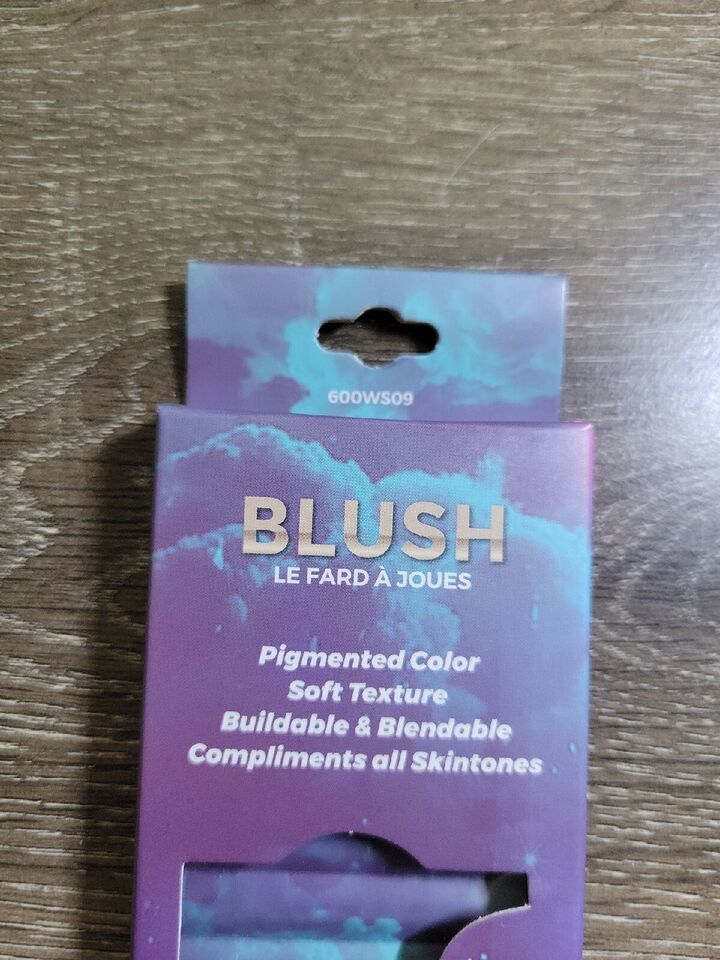 600WS09
BLUSH
LE FARD À JOUES
Pigmented Color
Soft Texture
Buildable & Blendable
Compliments all Skintones